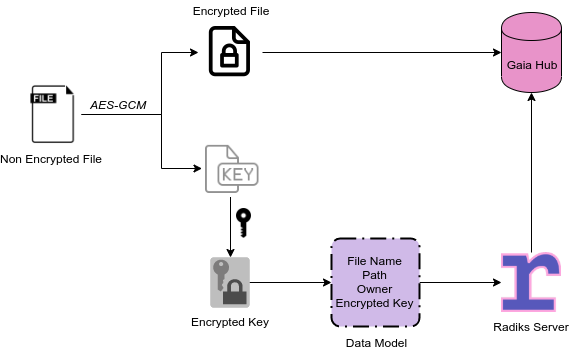 Encrypted File
Gaia Hub
FILE
AES-GCM
Non Encrypted File
KEY
File Name
Path
Owner
Encrypted Key
r
Encrypted Key
Radiks Server
Data Model